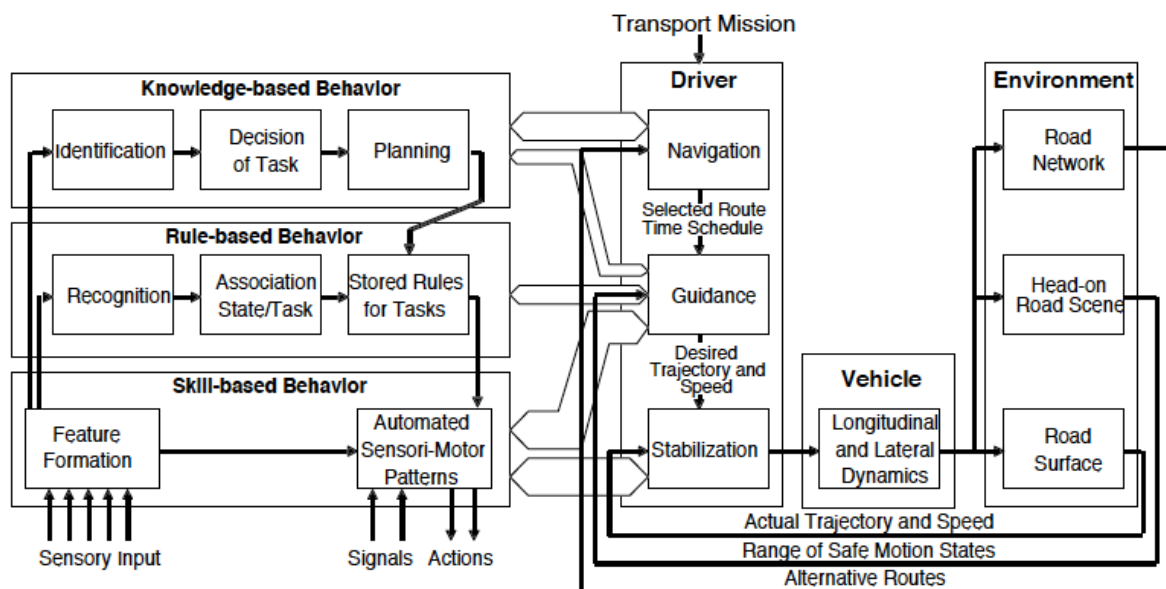 Transport Mission
Knowledge-based Behavior
Identification
Decision
of Task
Planning
Rule-based Behavior
Recognition
Association
State/Task
Stored Rules
for Tasks
Skill-based Behavior
Feature
Formation
Automated
Sensori-Motor
Patterns
Sensory Input
Signals
Actions
Driver
Navigation
Selected Route
Time Schedule
Guidance
Desired
Trajectory and
Speed
Stabilization
Vehicle
Longitudinal
and Lateral
Dynamics
Environment
Road
Network
Head-on
Road Scene
Road
Surface
Actual Trajectory and Speed
Range of Safe Motion States
Alternative Routes